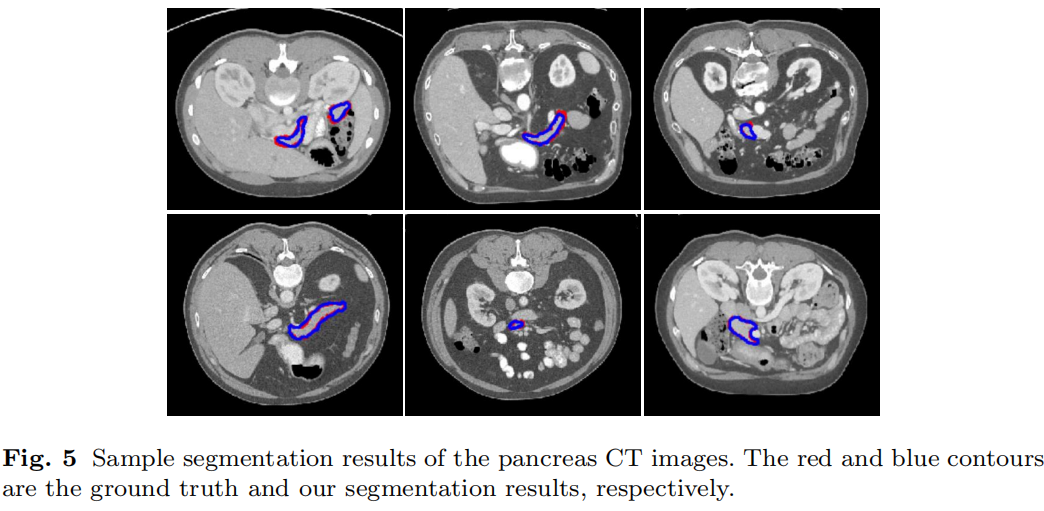 Fig. 5 Sample segmentation results of the pancreas CT images. The red and blue contours
are the ground truth and our segmentation results, respectively.